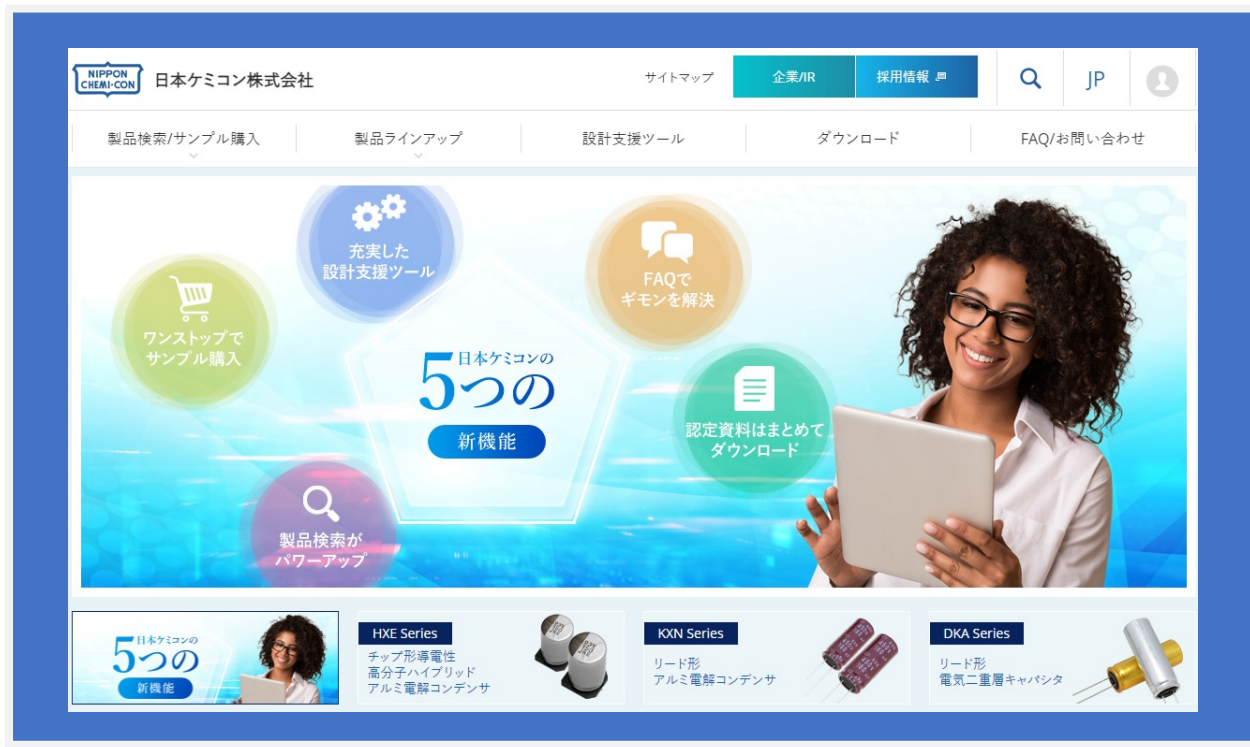 NIPPON
CHEMI-CON
日本ケミコン株式会社
サイトマップ
企業/IR
採用情報
JP
製品検索/サンプル購入
製品ラインアップ
設計支援ツール
ダウンロード
FAQ/お問い合わせ
充実した
設計支援ツール
FAQで
ギモンを解決
ワンストップで
サンプル購入
日本ケミコンの
5つの
新機能
認定資料はまとめて
ダウンロード
製品検索が
パワーアップ
日本ケミコンの
5つの
新機能
HXE Series
チップ形導電性
高分子ハイブリッド
アルミ電解コンデンサ
KXN Series
リード形
アルミ電解コンデンサ
DKA Series
リード形
電気二重層キャパシタ